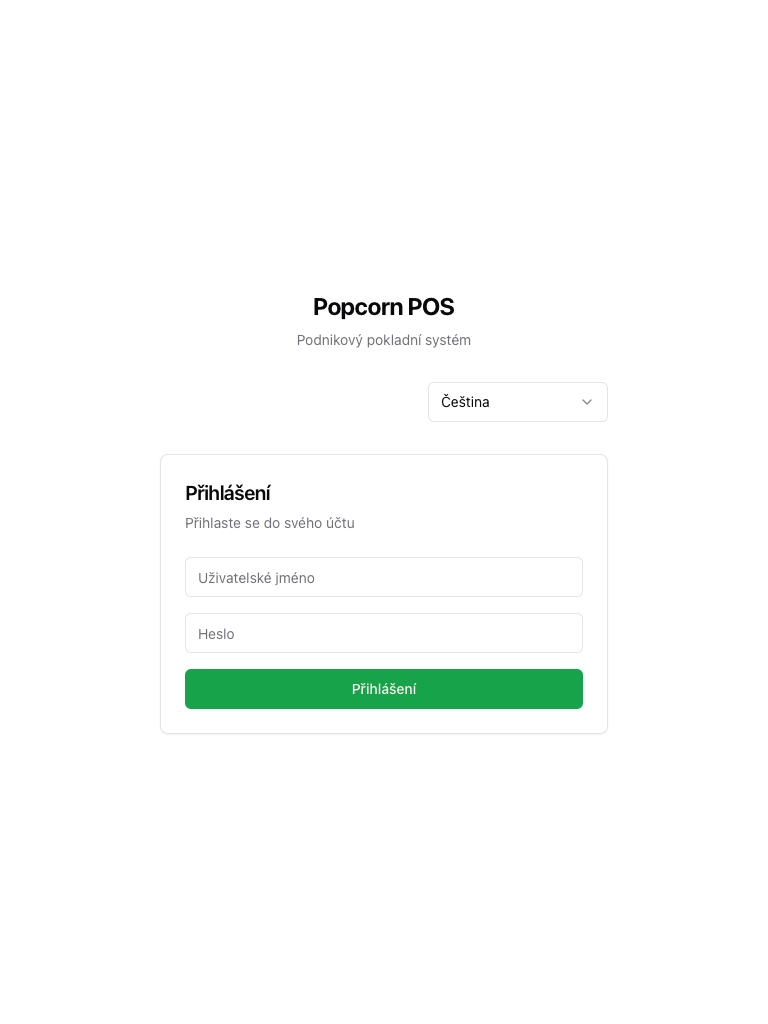 Popcorn POS
Podnikový pokladní systém
Čeština
Přihlášení
Přihlaste se do svého účtu
Uživatelské jméno
Heslo
Přihlášení